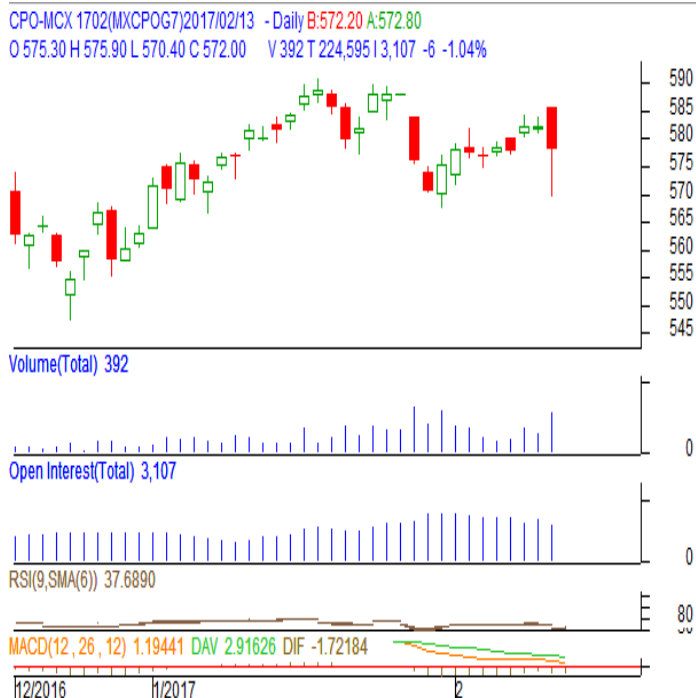 CPO-MCX 1702(MXCPOG7)2017/02/13 - Daily B:572.20 A:572.80
O 575.30 H 575.90 L 570.40 C 572.00 V 392 T 224,595 I 3,107 -6 -1.04%
590
585
580
575
570
565
560
555
550
545
Volume(Total) 392
0
Open Interest(Total) 3,107
0
RSI(9,SMA(6)) 37.6890
80
MACD(12 , 26 , 12) 1.19441 DAV 2.91626 DIF -1.72184
12/2016 1/2017 2